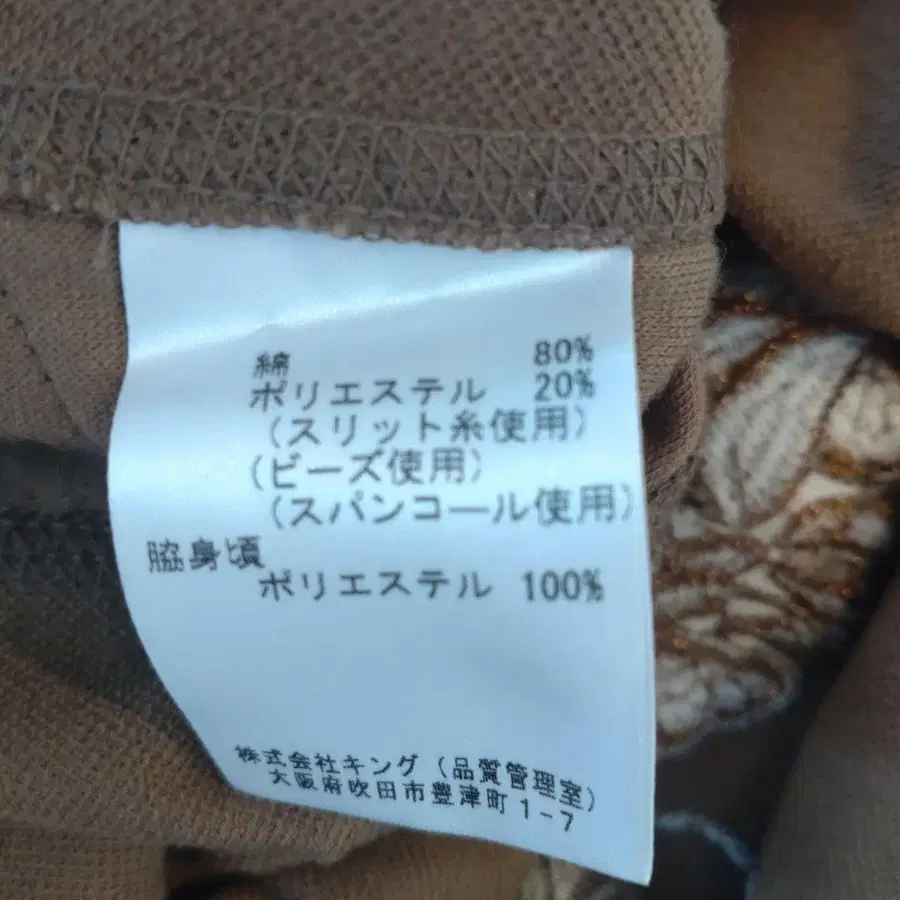 綿 80%
ポリエステル 20%
(スリット糸使用)
(ビーズ使用)
(スパンコール使用)
脇身頃
ポリエステル 100%
株式会社キング (品質管理室)
大阪府吹田市豊津町1-7